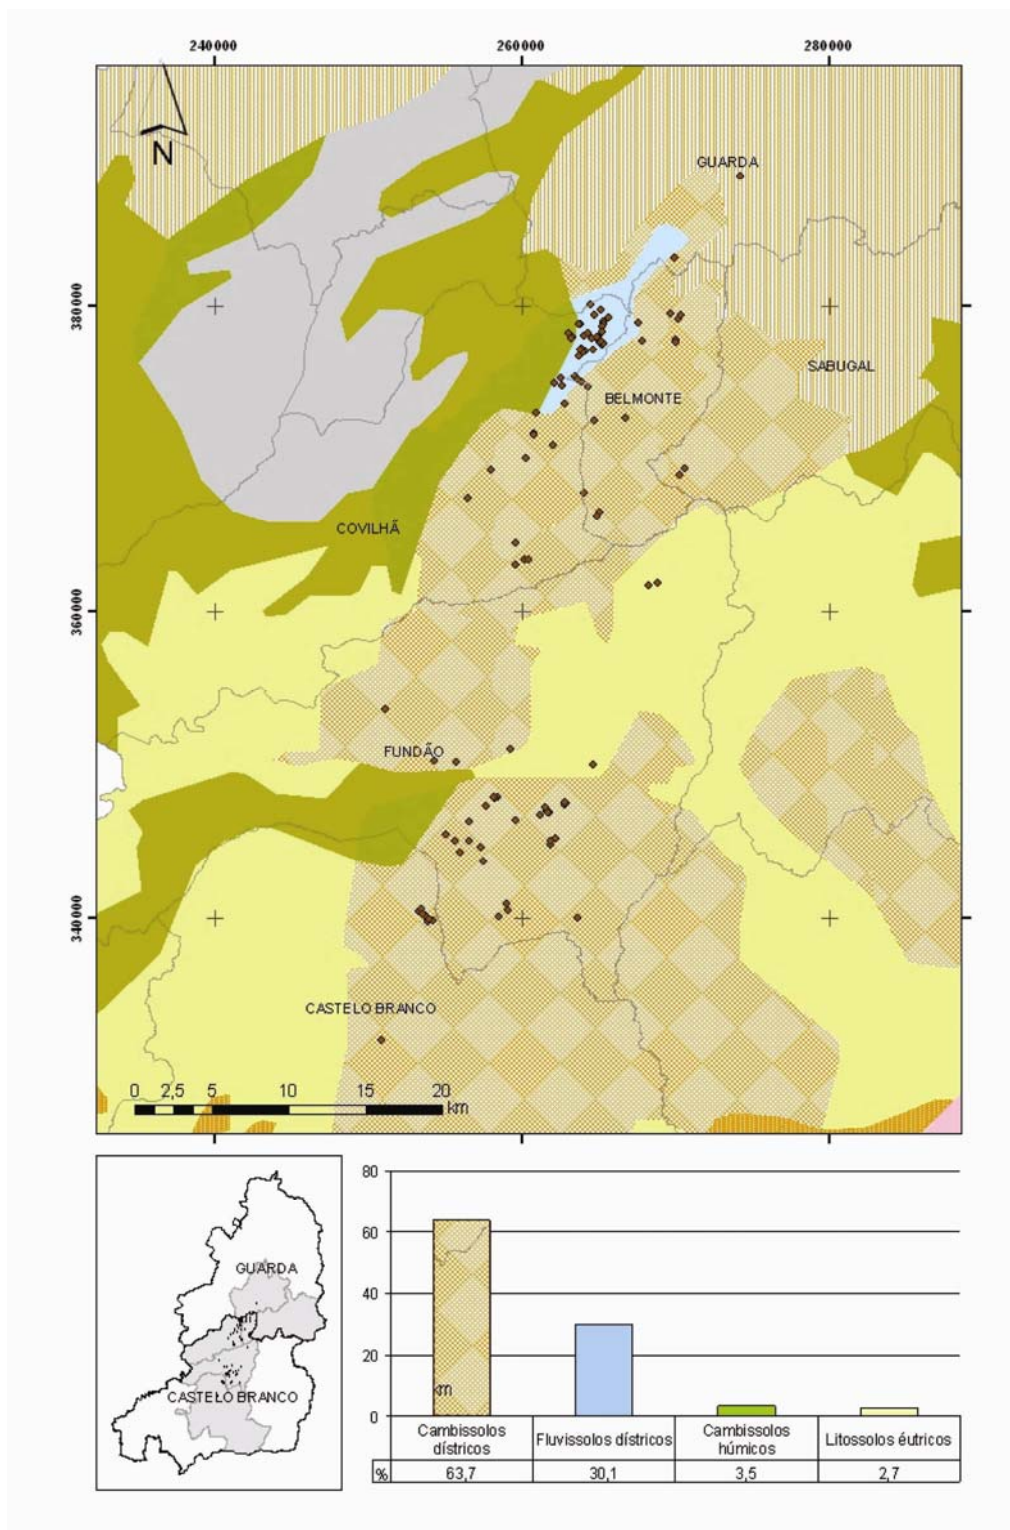 240000 260000 280000
N
GUARDA
380000
SABUGAL
BELMONTE
COVILHÃ
360000
FUNDÃO
340000
CASTELO BRANCO
0 2,5 5 10 15 20
km
GUARDA
CASTELO BRANCO
80
60
40
20
0
km
Cambissolos dístricos
Fluvissolos dístricos
Cambissolos húmicos
Litossolos éutricos
% 63,7 30,1 3,5 2,7